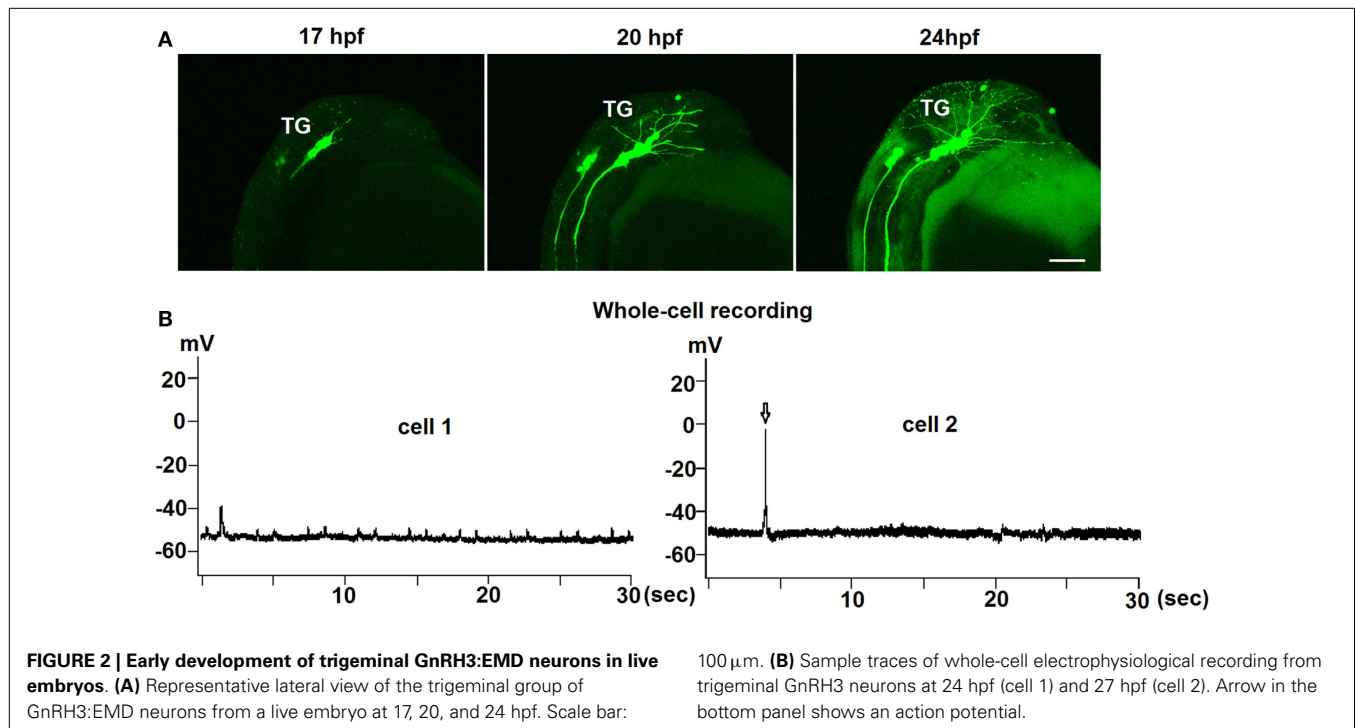 A
17 hpf
20 hpf
24hpf
TG
TG
TG
B
Whole-cell recording
mV
20
0
-20
-40
-60
cell 1
10
20
30 (sec)
mV
20
0
-20
-40
-60
cell 2
10
20
30 (sec)
FIGURE 2 | Early development of trigeminal GnRH3:EMD neurons in live
embryos. (A) Representative lateral view of the trigeminal group of
GnRH3:EMD neurons from a live embryo at 17, 20, and 24 hpf. Scale bar:
100 μm. (B) Sample traces of whole-cell electrophysiological recording from
trigeminal GnRH3 neurons at 24 hpf (cell 1) and 27 hpf (cell 2). Arrow in the
bottom panel shows an action potential.